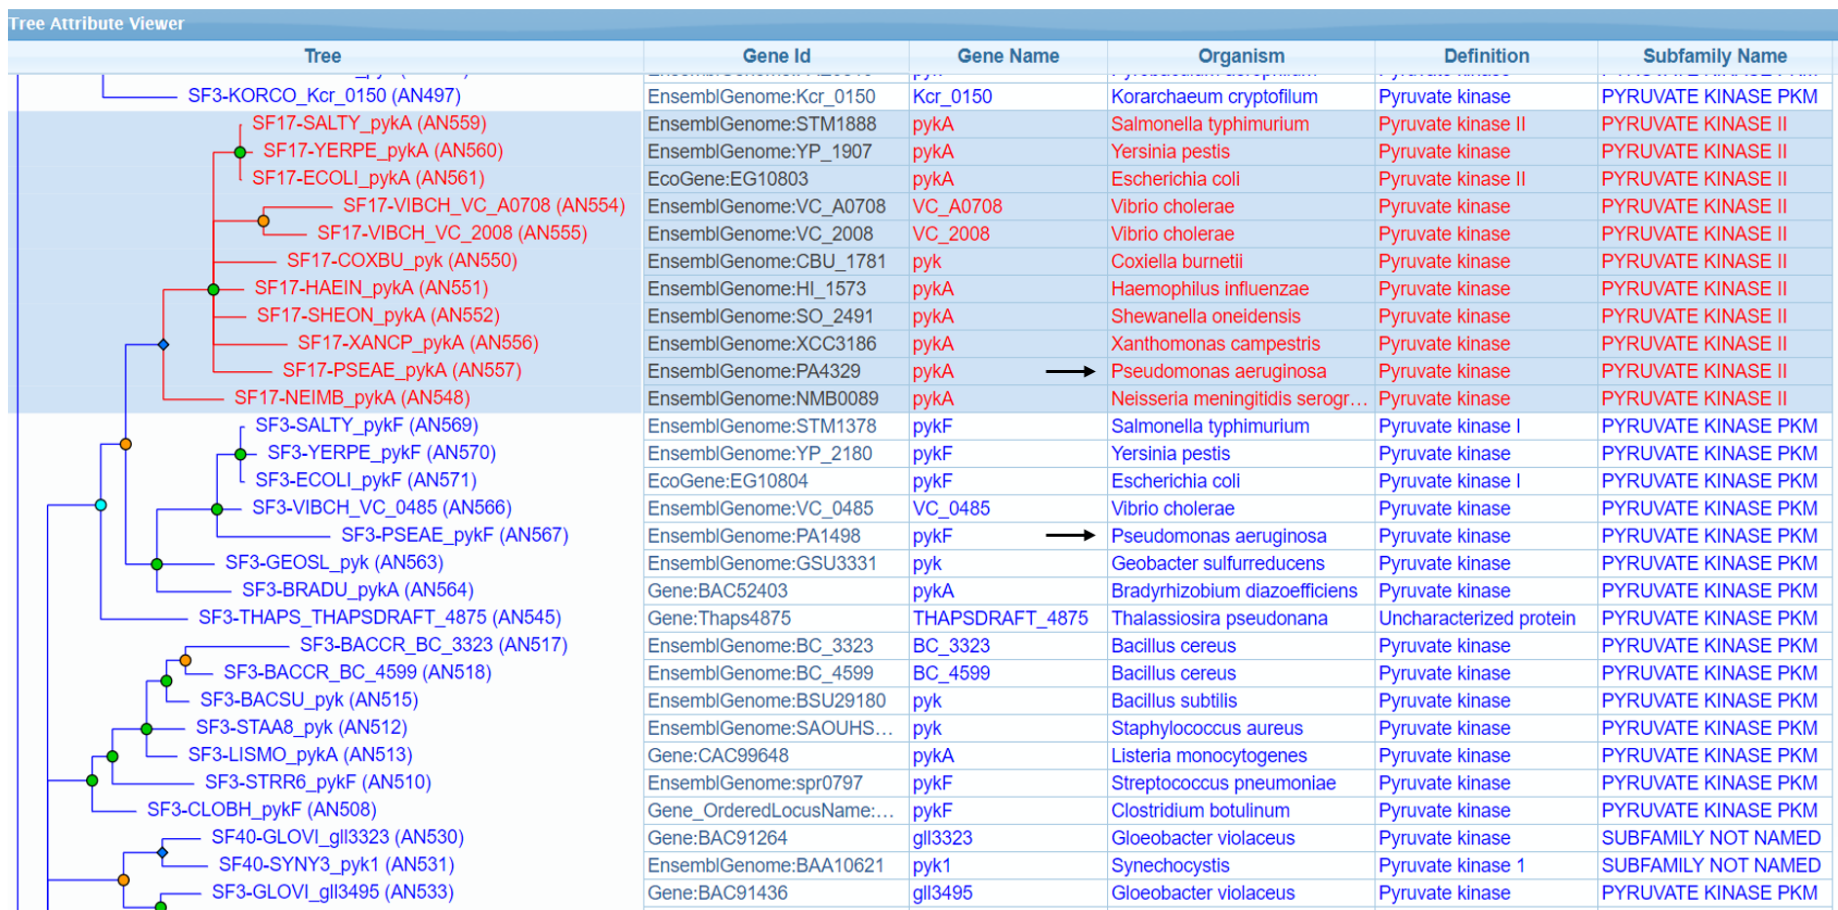 Tree Attribute Viewer
Tree Gene Id Gene Name Organism Definition Subfamily Name
SF3-KORCO_Kcr_0150 (AN497) EnsemblGenome:Kcr_0150 Kcr_0150 Korarchaeum cryptofilum Pyruvate kinase PYRUVATE KINASE PKM
SF17-SALTY_pykA (AN559) EnsemblGenome:STM1888 pykA Salmonella typhimurium Pyruvate kinase II PYRUVATE KINASE II
SF17-YERPE_pykA (AN560) EnsemblGenome:YP_1907 pykA Yersinia pestis Pyruvate kinase PYRUVATE KINASE II
SF17-ECOLI_pykA (AN561) EcoGene:EG10803 pykA Escherichia coli Pyruvate kinase II PYRUVATE KINASE II
SF17-VIBCH_VC_A0708 (AN554) EnsemblGenome:VC_A0708 VC_A0708 Vibrio cholerae Pyruvate kinase PYRUVATE KINASE II
SF17-VIBCH_VC_2008 (AN555) EnsemblGenome:VC_2008 VC_2008 Vibrio cholerae Pyruvate kinase PYRUVATE KINASE II
SF17-COXBU_pyk (AN550) EnsemblGenome:CBU_1781 pyk Coxiella burnetii Pyruvate kinase PYRUVATE KINASE II
SF17-HAEIN_pykA (AN551) EnsemblGenome:HI_1573 pykA Haemophilus influenzae Pyruvate kinase PYRUVATE KINASE II
SF17-SHEON_pykA (AN552) EnsemblGenome:SO_2491 pykA Shewanella oneidensis Pyruvate kinase PYRUVATE KINASE II
SF17-XANCP_pykA (AN556) EnsemblGenome:XCC3186 pykA Xanthomonas campestris Pyruvate kinase PYRUVATE KINASE II
SF17-PSEAE_pykA (AN557) EnsemblGenome:PA4329 pykA Pseudomonas aeruginosa Pyruvate kinase PYRUVATE KINASE II
SF17-NEIMB_pykA (AN548) EnsemblGenome:NMB0089 pykA Neisseria meningitidis serogr... Pyruvate kinase PYRUVATE KINASE II
SF3-SALTY_pykF (AN569) EnsemblGenome:STM1378 pykF Salmonella typhimurium Pyruvate kinase I PYRUVATE KINASE PKM
SF3-YERPE_pykF (AN570) EnsemblGenome:YP_2180 pykF Yersinia pestis Pyruvate kinase PYRUVATE KINASE PKM
SF3-ECOLI_pykF (AN571) EcoGene:EG10804 pykF Escherichia coli Pyruvate kinase I PYRUVATE KINASE PKM
SF3-VIBCH_VC_0485 (AN566) EnsemblGenome:VC_0485 VC_0485 Vibrio cholerae Pyruvate kinase PYRUVATE KINASE PKM
SF3-PSEAE_pykF (AN567) EnsemblGenome:PA1498 pykF Pseudomonas aeruginosa Pyruvate kinase PYRUVATE KINASE PKM
SF3-GEOSL_pyk (AN563) EnsemblGenome:GSU3331 pyk Geobacter sulfurreducens Pyruvate kinase PYRUVATE KINASE PKM
SF3-BRADU_pykA (AN564) Gene:BAC52403 pykA Bradyrhizobium diazoefficiens Pyruvate kinase PYRUVATE KINASE PKM
SF3-THAPS_THAPSDRAFT_4875 (AN545) Gene:Thaps4875 THAPSDRAFT_4875 Thalassiosira pseudonana Uncharacterized protein PYRUVATE KINASE PKM
SF3-BACCR_BC_3323 (AN517) EnsemblGenome:BC_3323 BC_3323 Bacillus cereus Pyruvate kinase PYRUVATE KINASE PKM
SF3-BACCR_BC_4599 (AN518) EnsemblGenome:BC_4599 BC_4599 Bacillus cereus Pyruvate kinase PYRUVATE KINASE PKM
SF3-BACSU_pyk (AN515) EnsemblGenome:BSU29180 pyk Bacillus subtilis Pyruvate kinase PYRUVATE KINASE PKM
SF3-STAA8_pyk (AN512) EnsemblGenome:SAOUHS... pyk Staphylococcus aureus Pyruvate kinase PYRUVATE KINASE PKM
SF3-LISMO_pykA (AN513) Gene:CAC99648 pykA Listeria monocytogenes Pyruvate kinase PYRUVATE KINASE PKM
SF3-STRR6_pykF (AN510) EnsemblGenome:spr0797 pykF Streptococcus pneumoniae Pyruvate kinase PYRUVATE KINASE PKM
SF3-CLOBH_pykF (AN508) Gene_OrderedLocusName:... pykF Clostridium botulinum Pyruvate kinase PYRUVATE KINASE PKM
SF40-GLOVI_gll3323 (AN530) Gene:BAC91264 gll3323 Gloeobacter violaceus Pyruvate kinase SUBFAMILY NOT NAMED
SF40-SYNY3_pyk1 (AN531) EnsemblGenome:BAA10621 pyk1 Synechocystis Pyruvate kinase 1 SUBFAMILY NOT NAMED
SF3-GLOVI_gll3495 (AN533) Gene:BAC91436 gll3495 Gloeobacter violaceus Pyruvate kinase PYRUVATE KINASE PKM